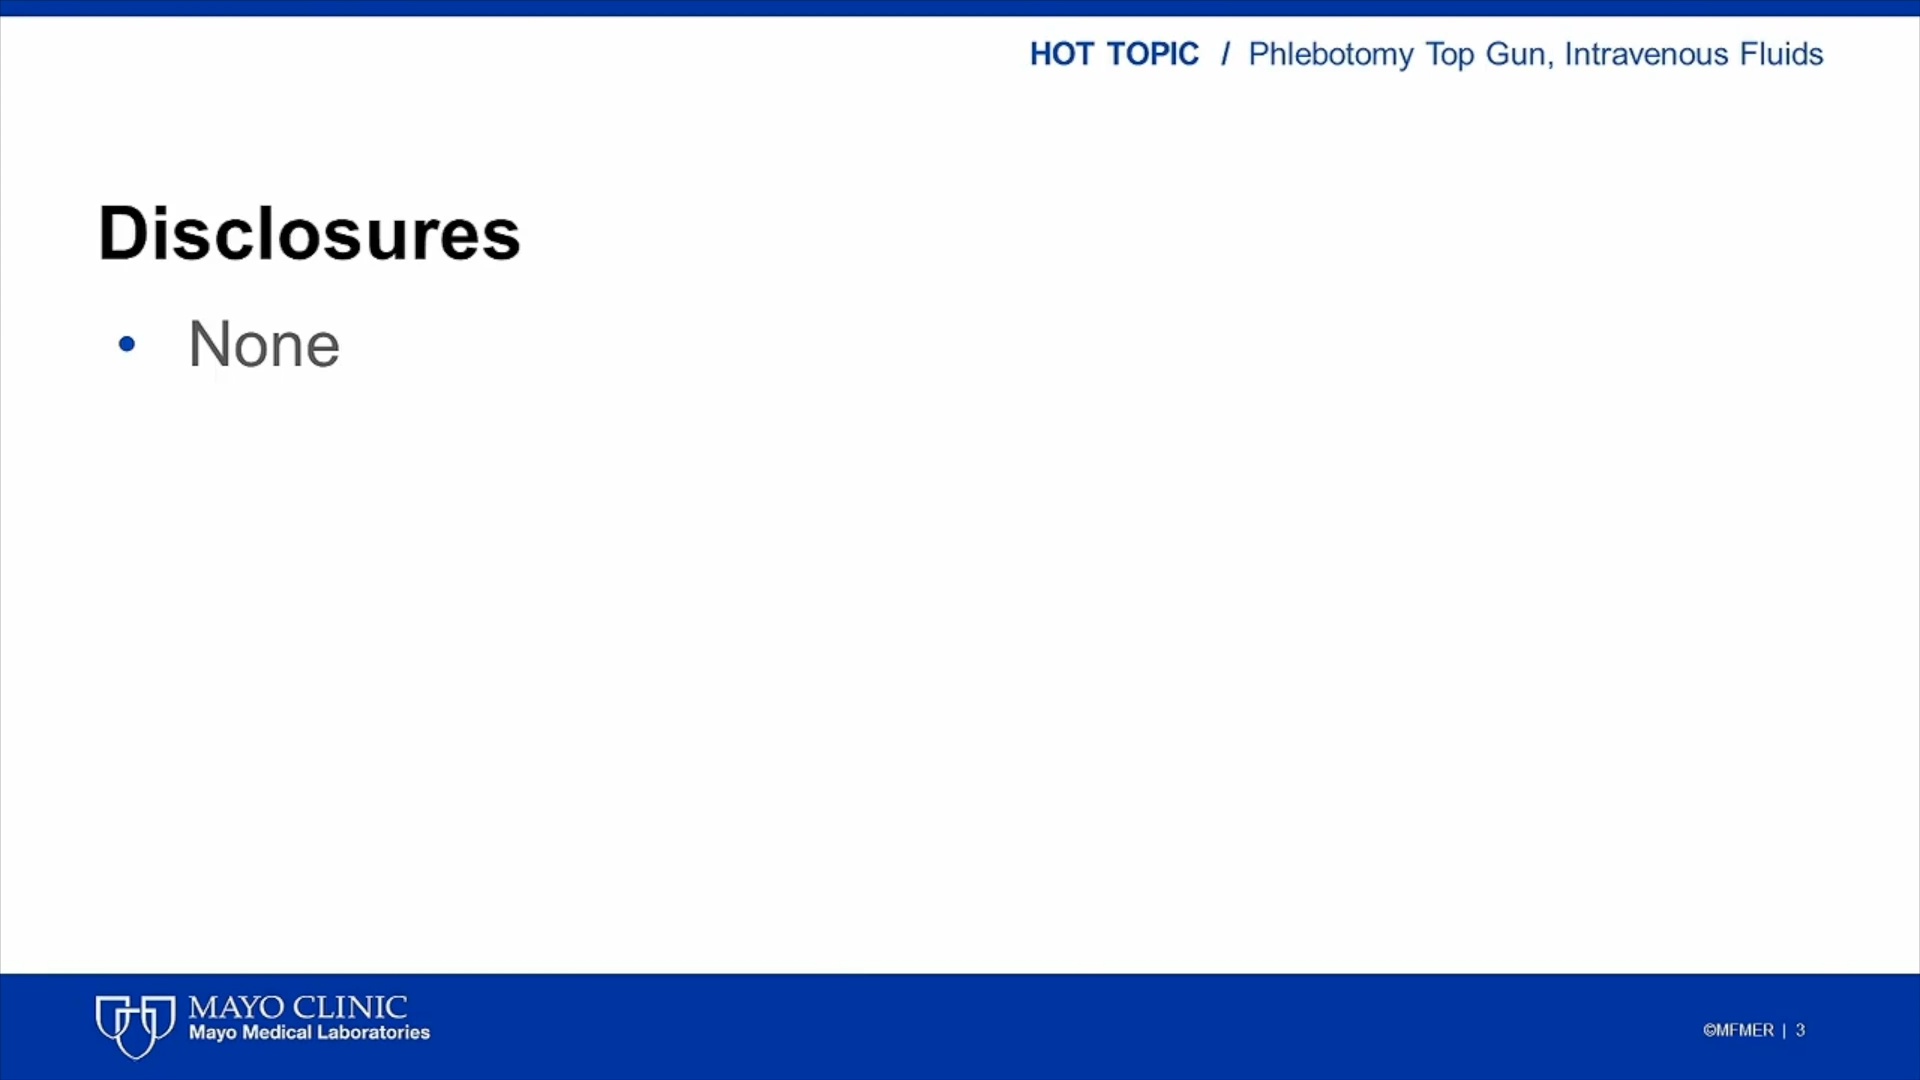 HOT TOPIC / Phlebotomy Top Gun, Intravenous Fluids
Disclosures
• None
MAYO CLINIC
Mayo Medical Laboratories
©MFMER | 3